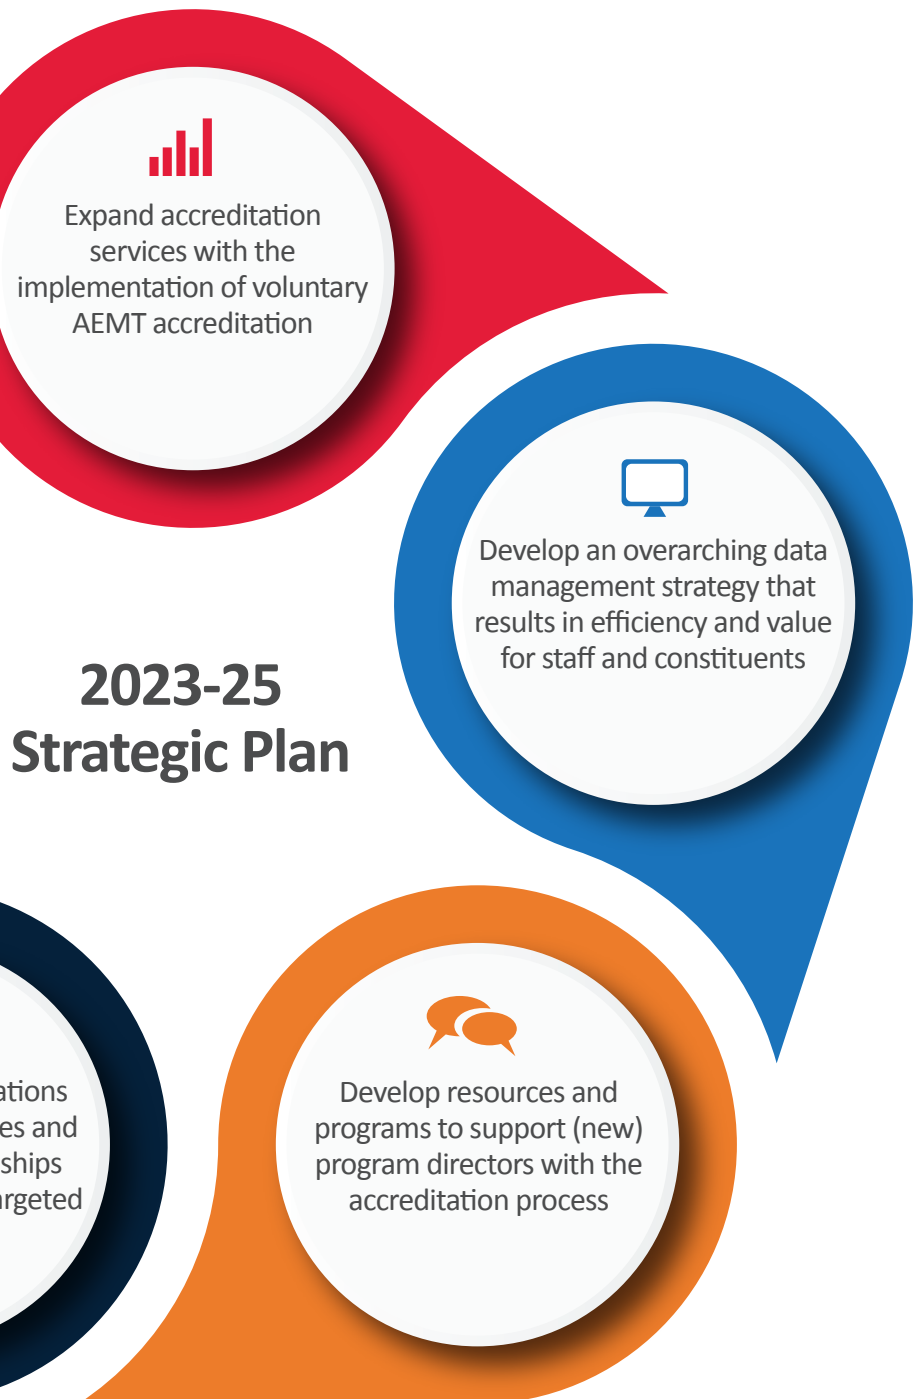 Expand accreditation
services with the
implementation of voluntary
AEMT accreditation
Develop an overarching data
management strategy that
results in efficiency and value
for staff and constituents
2023-25
Strategic Plan
and
Develop resources and
programs to support (new)
program directors with the
accreditation process